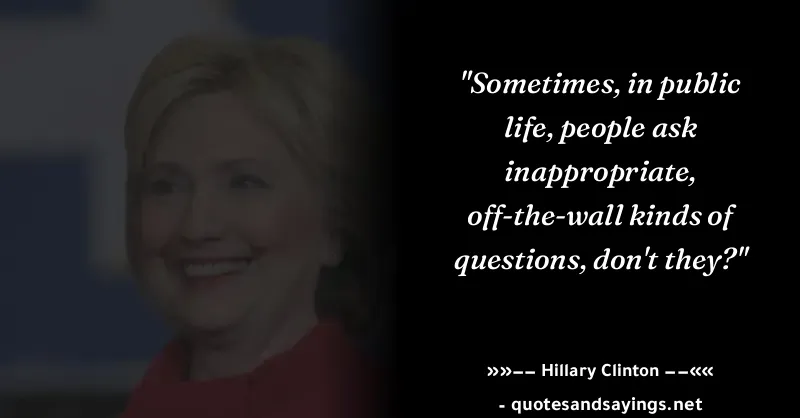 "Sometimes, in public
life, people ask
inappropriate,
off-the-wall kinds of
questions, don't they?"
»»–– Hillary Clinton ––««
- quotesandsayings.net